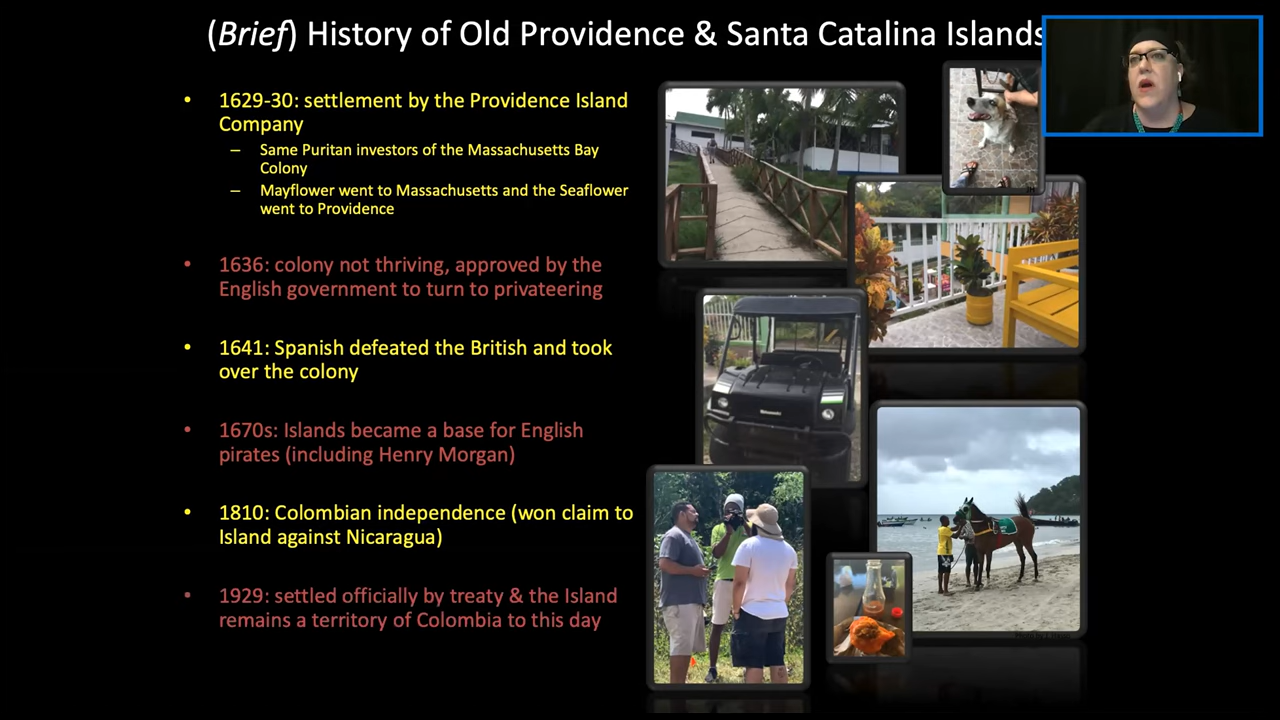 (Brief) History of Old Providence & Santa Catalina Islands
• 1629-30: settlement by the Providence Island
Company
– Same Puritan investors of the Massachusetts Bay
Colony
– Mayflower went to Massachusetts and the Seaflower
went to Providence
• 1636: colony not thriving, approved by the
English government to turn to privateering
• 1641: Spanish defeated the British and took
over the colony
• 1670s: Islands became a base for English
pirates (including Henry Morgan)
• 1810: Colombian independence (won claim to
Island against Nicaragua)
• 1929: settled officially by treaty & the Island
remains a territory of Colombia to this day
Kawasaki